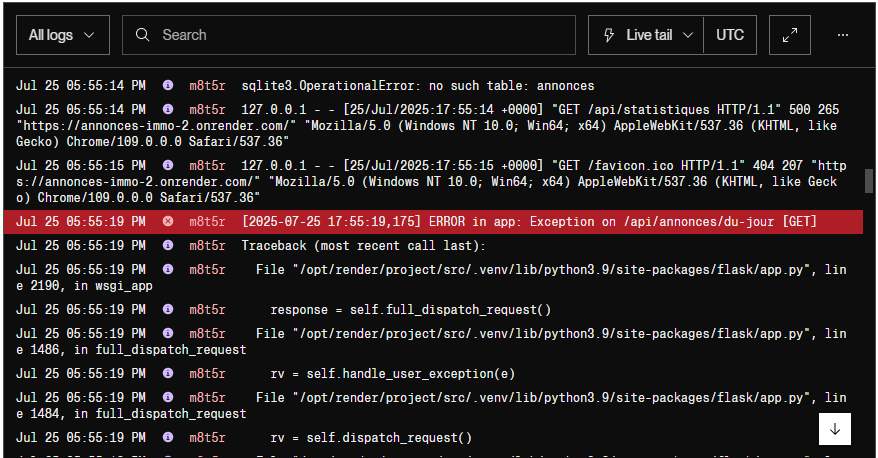 All logs
Search
Live tail
UTC
Jul 25 05:55:14 PM m8t5r sqlite3.OperationalError: no such table: annonces
Jul 25 05:55:14 PM m8t5r 127.0.0.1 - - [25/Jul/2025:17:55:14 +0000] "GET /api/statistiques HTTP/1.1" 500 265
"https://annonces-immo-2.onrender.com/" "Mozilla/5.0 (Windows NT 10.0; Win64; x64) AppleWebKit/537.36 (KHTML, like
Gecko) Chrome/109.0.0.0 Safari/537.36"
Jul 25 05:55:15 PM m8t5r 127.0.0.1 - - [25/Jul/2025:17:55:15 +0000] "GET /favicon.ico HTTP/1.1" 404 207 "http
s://annonces-immo-2.onrender.com/" "Mozilla/5.0 (Windows NT 10.0; Win64; x64) AppleWebKit/537.36 (KHTML, like Geck
o) Chrome/109.0.0.0 Safari/537.36"
Jul 25 05:55:19 PM m8t5r [2025-07-25 17:55:19,175] ERROR in app: Exception on /api/annonces/du-jour [GET]
Jul 25 05:55:19 PM m8t5r Traceback (most recent call last):
Jul 25 05:55:19 PM m8t5r File "/opt/render/project/src/.venv/lib/python3.9/site-packages/flask/app.py", lin
e 2190, in wsgi_app
Jul 25 05:55:19 PM m8t5r response = self.full_dispatch_request()
Jul 25 05:55:19 PM m8t5r File "/opt/render/project/src/.venv/lib/python3.9/site-packages/flask/app.py", lin
e 1486, in full_dispatch_request
Jul 25 05:55:19 PM m8t5r rv = self.handle_user_exception(e)
Jul 25 05:55:19 PM m8t5r File "/opt/render/project/src/.venv/lib/python3.9/site-packages/flask/app.py", lin
e 1484, in full_dispatch_request
Jul 25 05:55:19 PM m8t5r rv = self.dispatch_request()